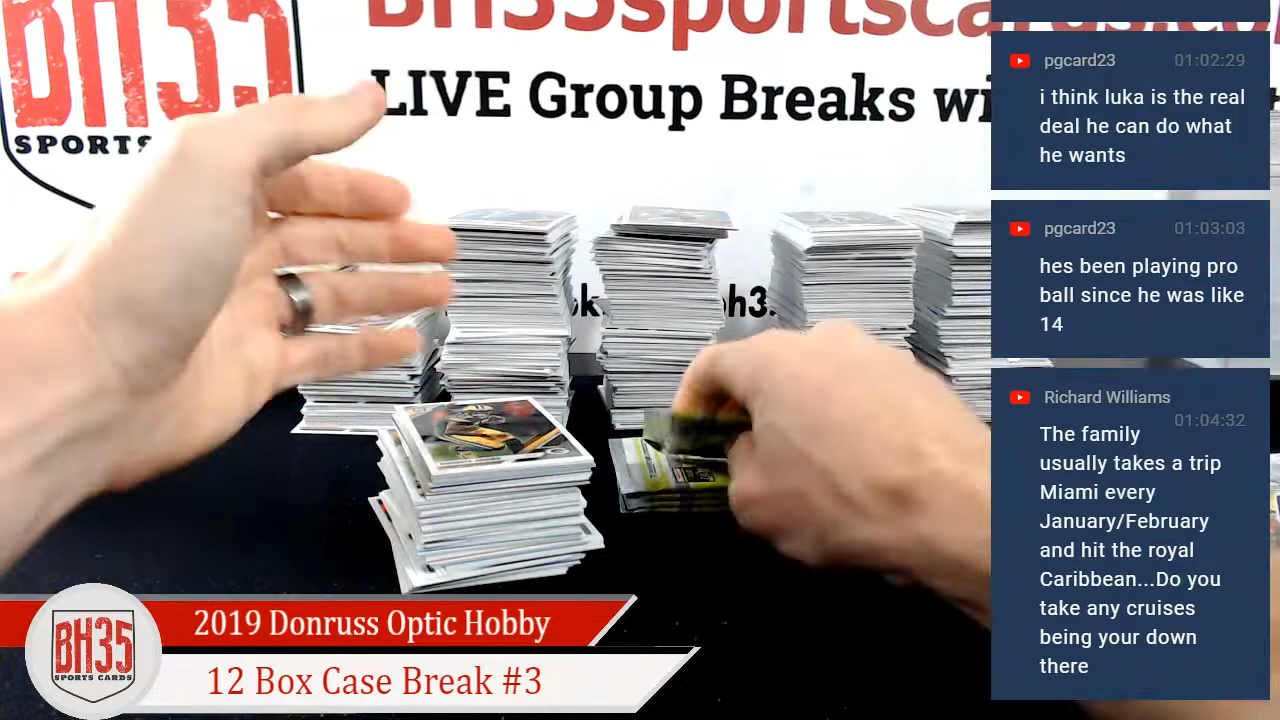 BH35
SPORTS
BH35sportscards.co
LIVE Group Breaks wi
pgcard23 01:02:29
i think luka is the real
deal he can do what
he wants
pgcard23 01:03:03
hes been playing pro
ball since he was like
14
Richard Williams
01:04:32
The family
usually takes a trip
Miami every
January/February
and hit the royal
Caribbean...Do you
take any cruises
being your down
there
2019 Donruss Optic Hobby
12 Box Case Break #3
BH35
SPORTS CARDS